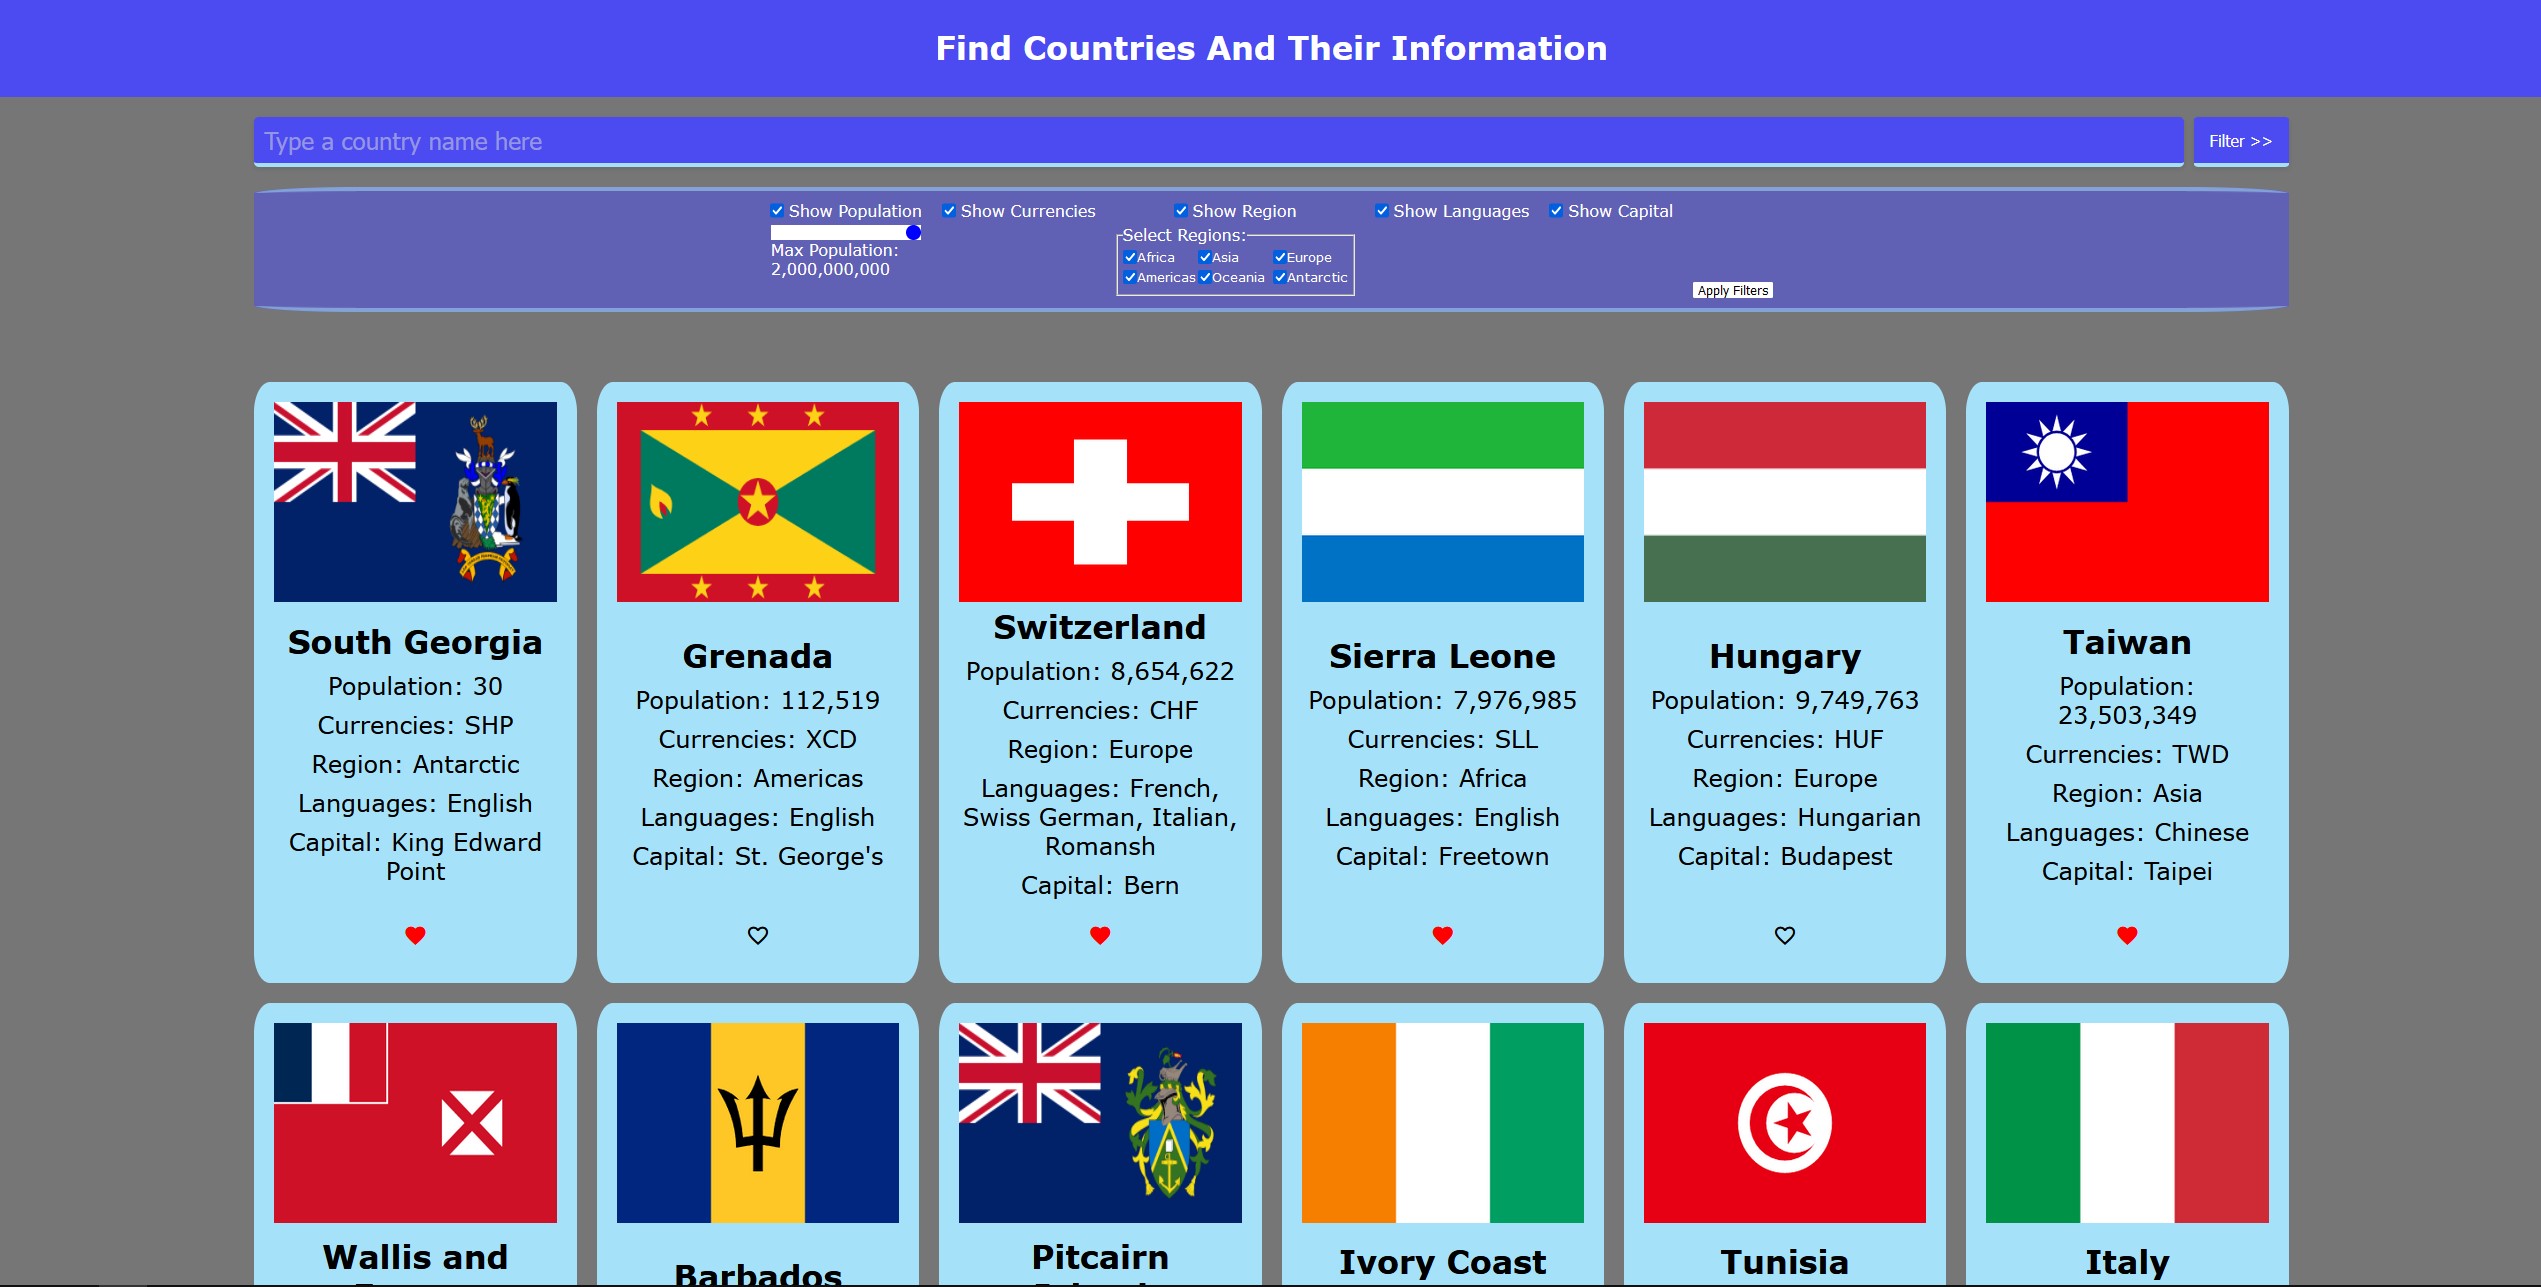 Find Countries And Their Information
Type a country name here
Filter >>
Show Population
Show Currencies
Show Region
Show Languages
Show Capital
Max Population:
2,000,000,000
Select Regions:
Africa
Asia
Europe
Americas
Oceania
Antarctic
Apply Filters
South Georgia
Population: 30
Currencies: SHP
Region: Antarctic
Languages: English
Capital: King Edward
Point
Grenada
Population: 112,519
Currencies: XCD
Region: Americas
Languages: English
Capital: St. George's
Switzerland
Population: 8,654,622
Currencies: CHF
Region: Europe
Languages: French,
Swiss German, Italian,
Romansh
Capital: Bern
Sierra Leone
Population: 7,976,985
Currencies: SLL
Region: Africa
Languages: English
Capital: Freetown
Hungary
Population: 9,749,763
Currencies: HUF
Region: Europe
Languages: Hungarian
Capital: Budapest
Taiwan
Population:
23,503,349
Currencies: TWD
Region: Asia
Languages: Chinese
Capital: Taipei
Wallis and
Barbados
Pitcairn
Ivory Coast
Tunisia
Italy